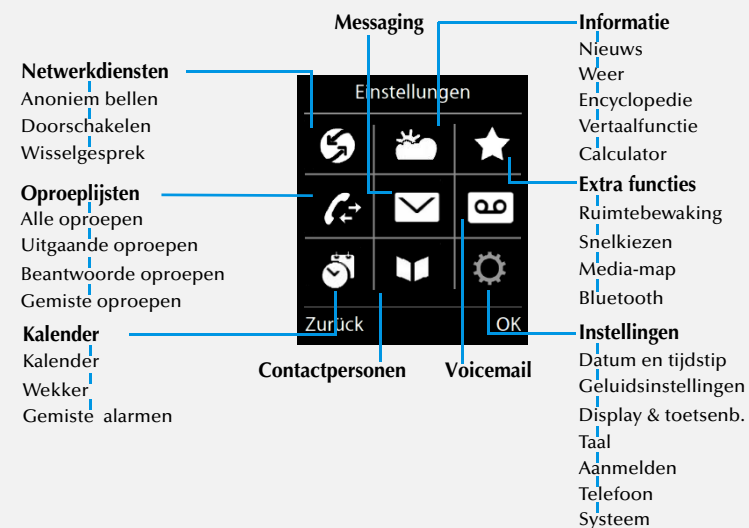 Messaging
Netwerkdiensten
Anoniem bellen
Doorschakelen
Wisselgesprek
Oproeplijsten
Alle oproepen
Uitgaande oproepen
Beantwoorde oproepen
Gemiste oproepen
Kalender
Kalender
Wekker
Gemiste alarmen
Einstellungen
Zurück
OK
Contactpersonen
Voicemail
Informatie
Nieuws
Weer
Encyclopedie
Vertaalfunctie
Calculator
Extra functies
Ruimtebewaking
Snelkiezen
Media-map
Bluetooth
Instellingen
Datum en tijdstip
Geluidsinstellingen
Display & toetsenb.
Taal
Aanmelden
Telefoon
Systeem